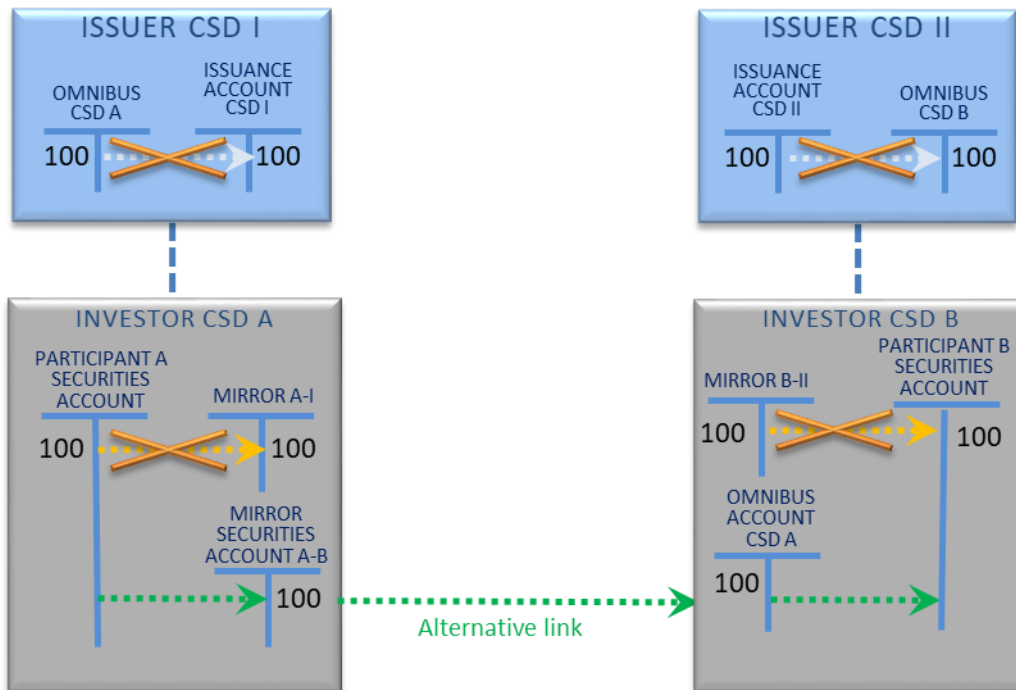 ISSUER CSD I
OMNIBUS
CSD A
ISSUANCE
ACCOUNT
CSD I
100
100
ISSUER CSD II
ISSUANCE
ACCOUNT
CSD II
OMNIBUS
CSD B
100
100
INVESTOR CSD A
PARTICIPANT A
SECURITIES
ACCOUNT
MIRROR A-I
100
100
MIRROR
SECURITIES
ACCOUNT A-B
100
Alternative link
INVESTOR CSD B
MIRROR B-II
PARTICIPANT B
SECURITIES
ACCOUNT
100
100
OMNIBUS
ACCOUNT
CSD A
100